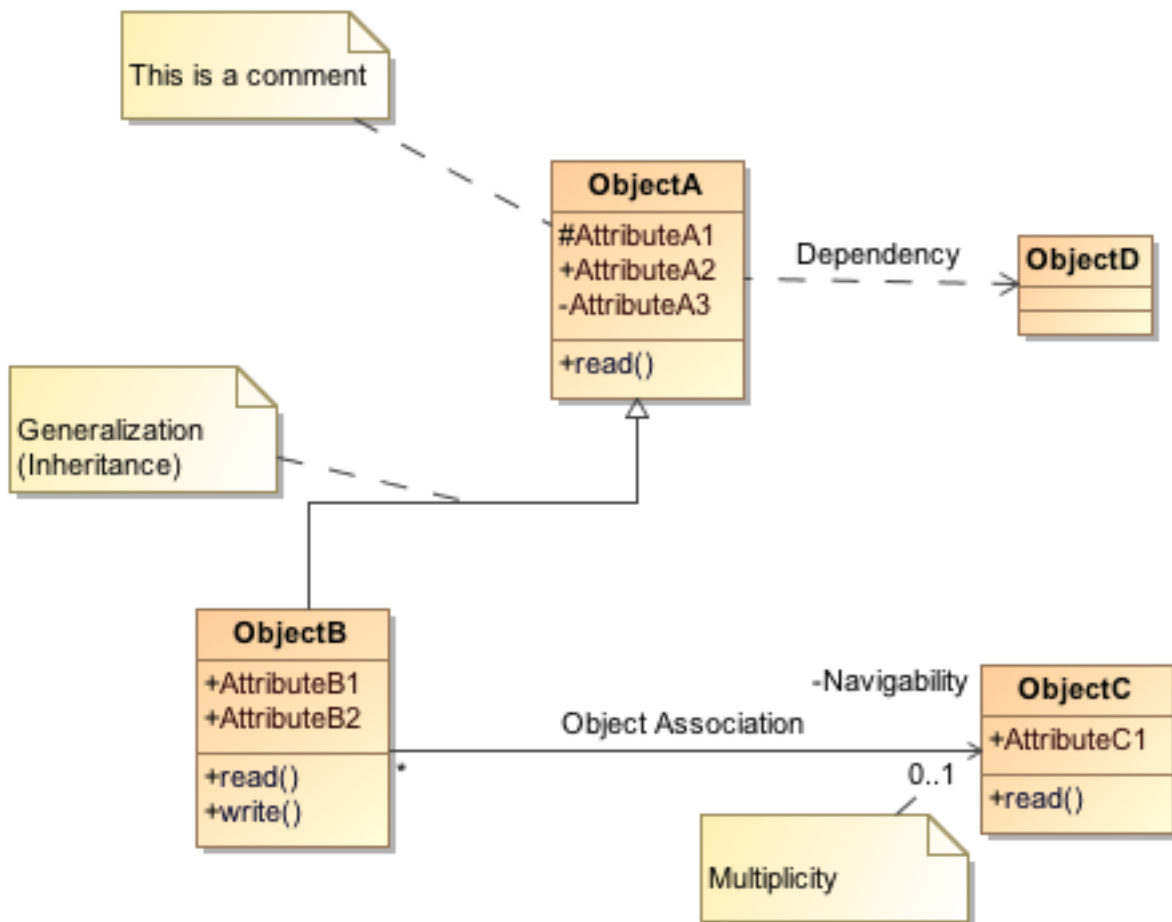 This is a comment
ObjectA
#AttributeA1
+AttributeA2
-AttributeA3
+read()
Dependency
ObjectD
Generalization
(Inheritance)
ObjectB
+AttributeB1
+AttributeB2
+read()
+write()
Object Association
*
-Navigability
0..1
ObjectC
+AttributeC1
+read()
Multiplicity